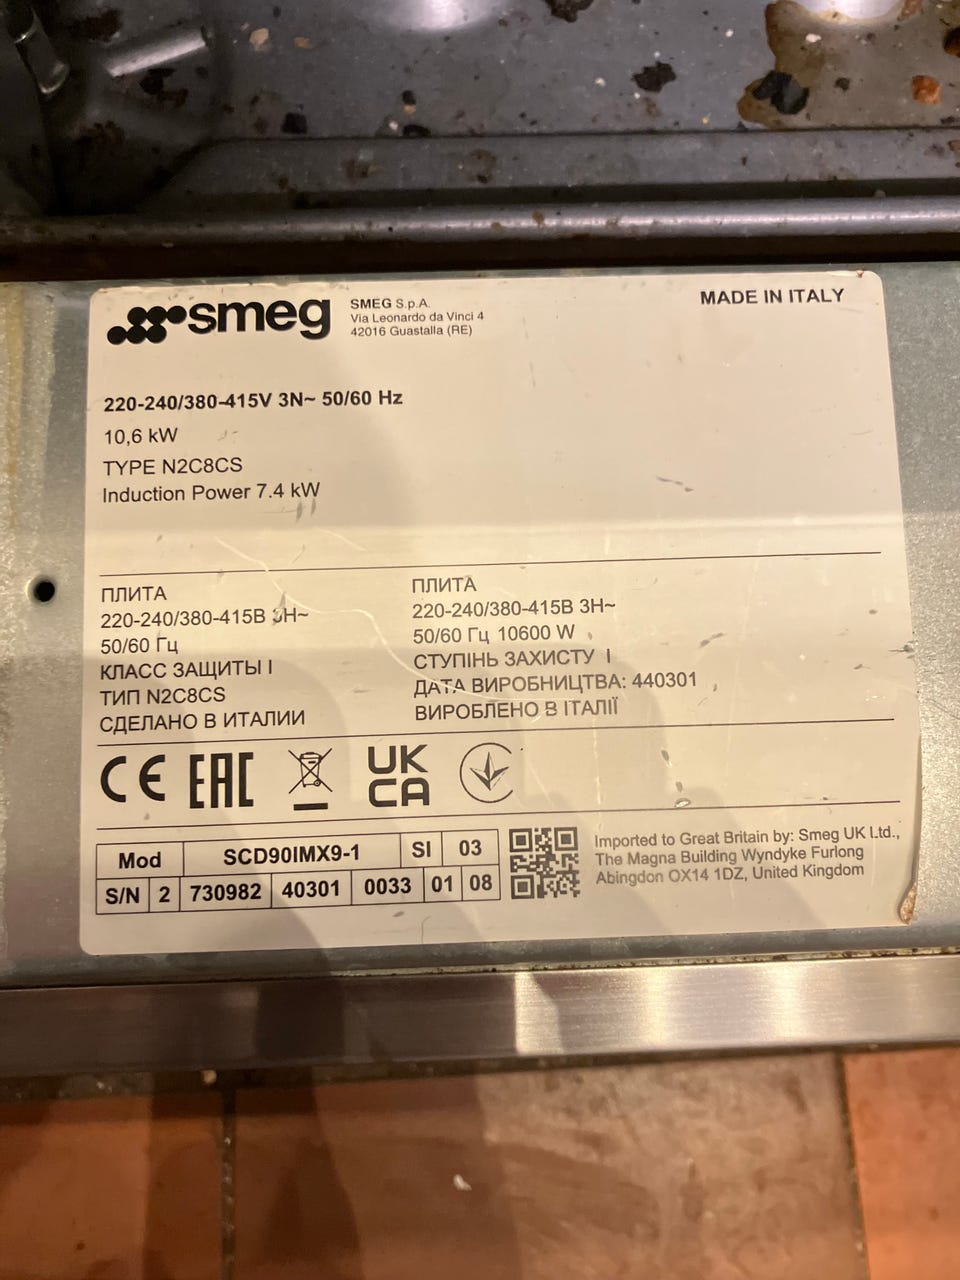 smeg
SMEG S.p.A.
Via Leonardo da Vinci 4
42016 Guastalla (RE)
MADE IN ITALY
220-240/380-415V 3N~ 50/60 Hz
10,6 kW
TYPE N2C8CS
Induction Power 7.4 kW
ПЛИТА
220-240/380-415В 3Н~
50/60 Гц
КЛАСС ЗАЩИТЫ I
ТИП N2C8CS
СДЕЛАНО В ИТАЛИИ
ПЛИТА
220-240/380-415В 3Н~
50/60 Гц 10600 W
СТУПІНЬ ЗАХИСТУ I
ДАТА ВИРОБНИЦТВА: 440301
ВИРОБЛЕНО В ІТАЛІЇ
CE EAC UK CA
Mod SCD90IMX9-1 SI 03
S/N 2 730982 40301 0033 01 08
Imported to Great Britain by: Smeg UK Ltd.,
The Magna Building Wyndyke Furlong
Abingdon OX14 1DZ, United Kingdom